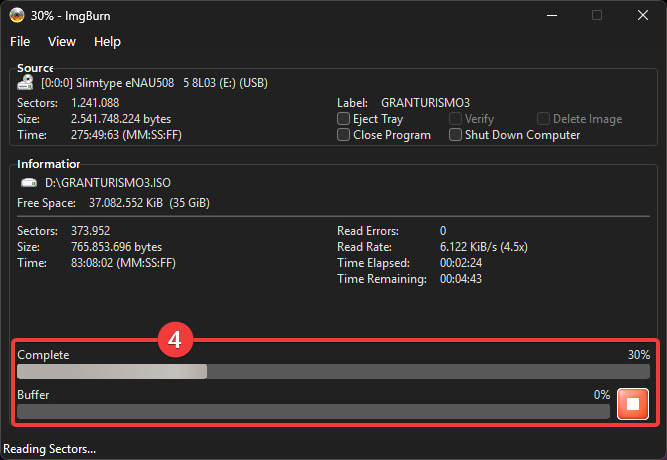 30% - ImgBurn
File View Help
Source
[0:0:0] Slimtype eNAU508 5 8L03 (E:) (USB)
Sectors: 1.241.088 Label: GRANTURISMO3
Size: 2.541.748.224 bytes Eject Tray Verify Delete Image
Time: 275:49:63 (MM:SS:FF) Close Program Shut Down Computer
Information
D:\GRANTURISMO3.ISO
Free Space: 37.082.552 KiB (35 GiB)
Sectors: 373.952 Read Errors: 0
Size: 765.853.696 bytes Read Rate: 6.122 KiB/s (4.5x)
Time: 83:08:02 (MM:SS:FF) Time Elapsed: 00:02:24
Time Remaining: 00:04:43
4
Complete 30%
Buffer 0%
Reading Sectors...